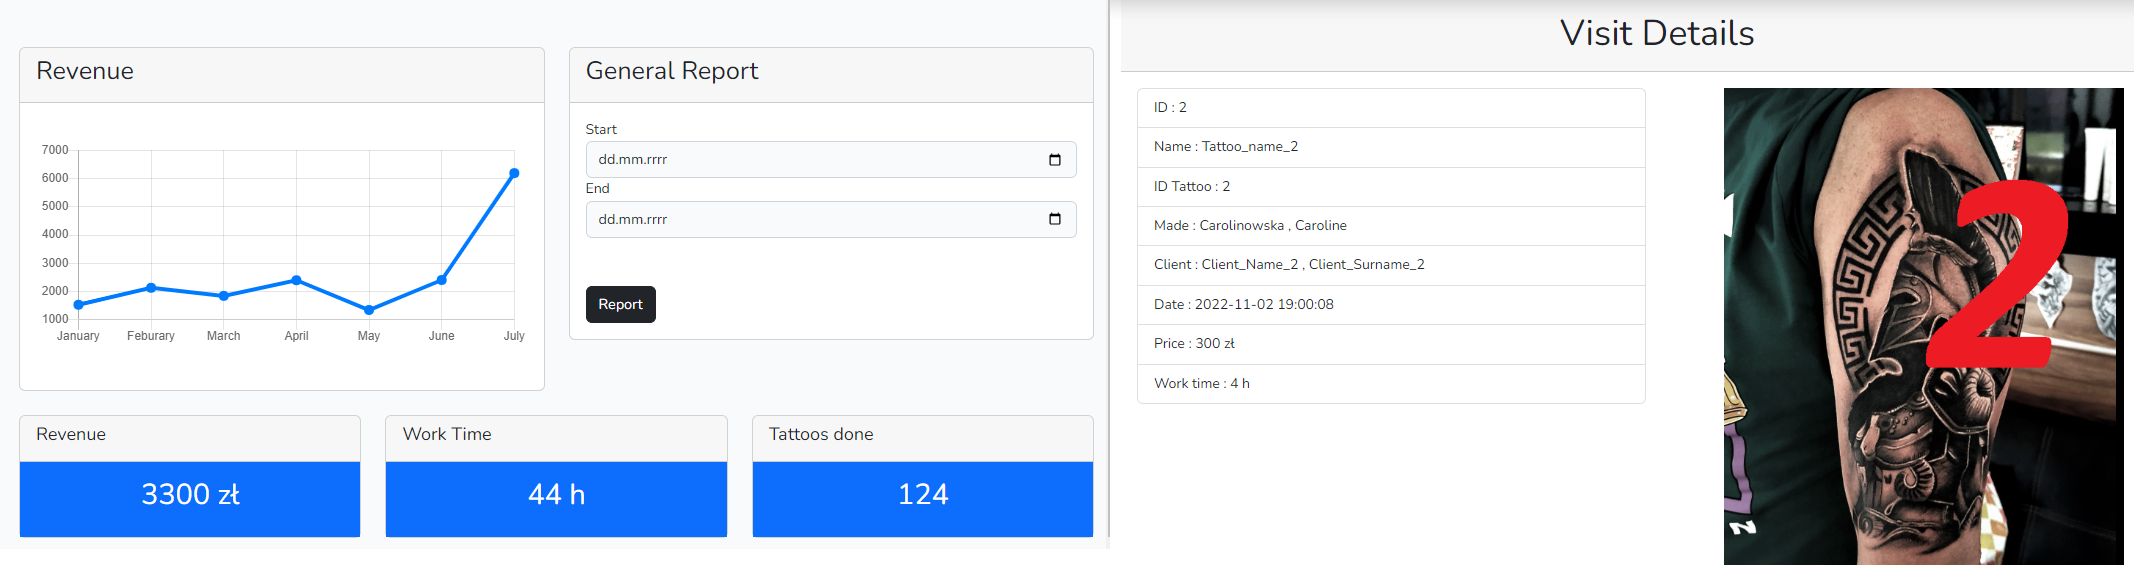 Revenue
7000
6000
5000
4000
3000
2000
1000
January Feburary March April May June July
General Report
Start
dd.mm.rrrr
End
dd.mm.rrrr
Report
Revenue
3300 zł
Work Time
44 h
Tattoos done
124
Visit Details
ID : 2
Name : Tattoo_name_2
ID Tattoo : 2
Made : Carolinowska , Caroline
Client : Client_Name_2 , Client_Surname_2
Date : 2022-11-02 19:00:08
Price : 300 zł
Work time : 4 h
2
N